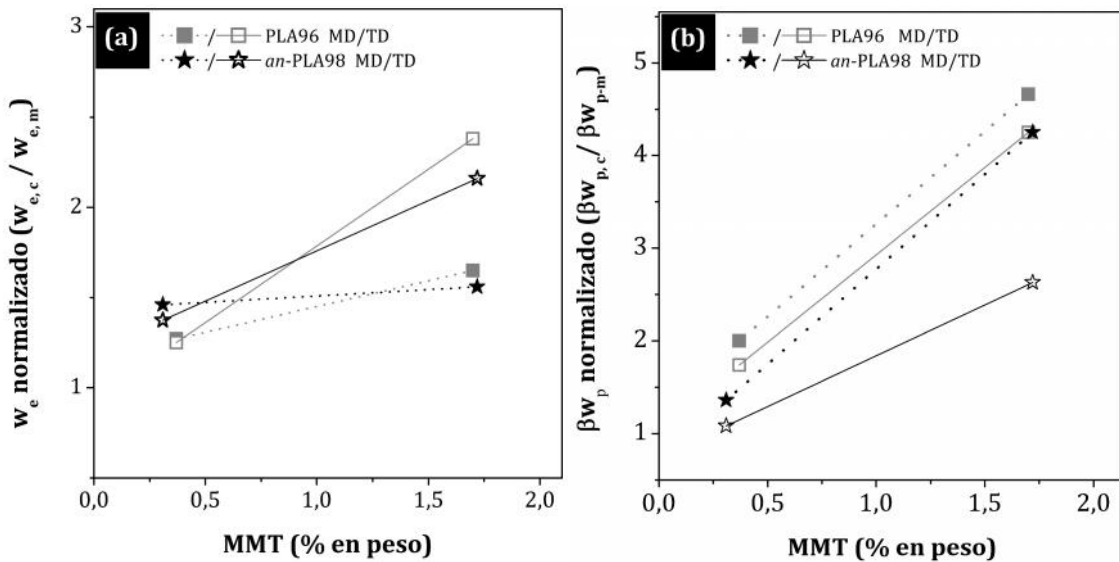 (a)
/ PLA96 MD/TD
/ an-PLA98 MD/TD
3
2
1
0,0 0,5 1,0 1,5 2,0
MMT (% en peso)
w_e normalizado (w_e,c / w_e,m)
(b)
/ PLA96 MD/TD
/ an-PLA98 MD/TD
5
4
3
2
1
0,0 0,5 1,0 1,5 2,0
MMT (% en peso)
βw_p normalizado (βw_p,c / βw_p-m)